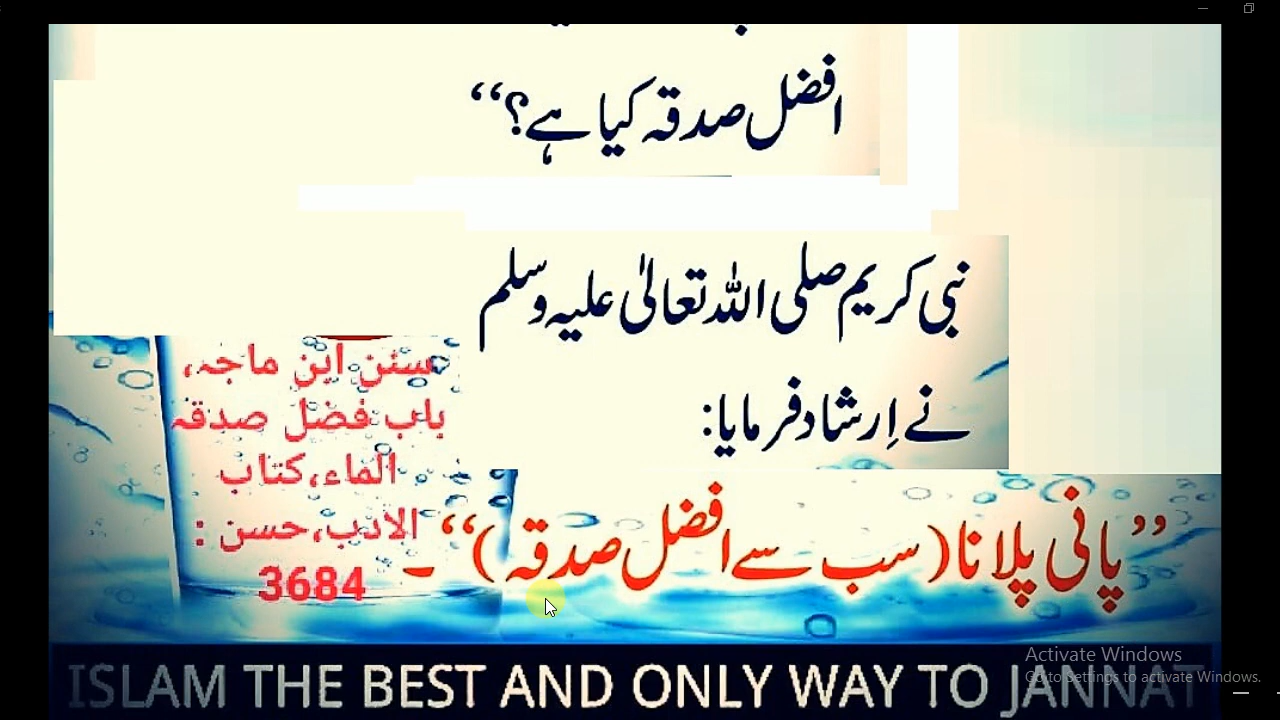 افضل صدقہ کیا ہے؟‘‘
نبی کریم صلی اللہ تعالیٰ علیہ وسلم
نے اِرشاد فرمایا:
’’پانی پلانا (سب سے افضل صدقہ)‘‘ ۔
سنن ابن ماجہ،
باب فضل صدقہ
الماء،کتاب
الادب،حسن :
3684
ISLAM THE BEST AND ONLY WAY TO JANNAT
Activate Windows
Go to Settings to activate Windows.